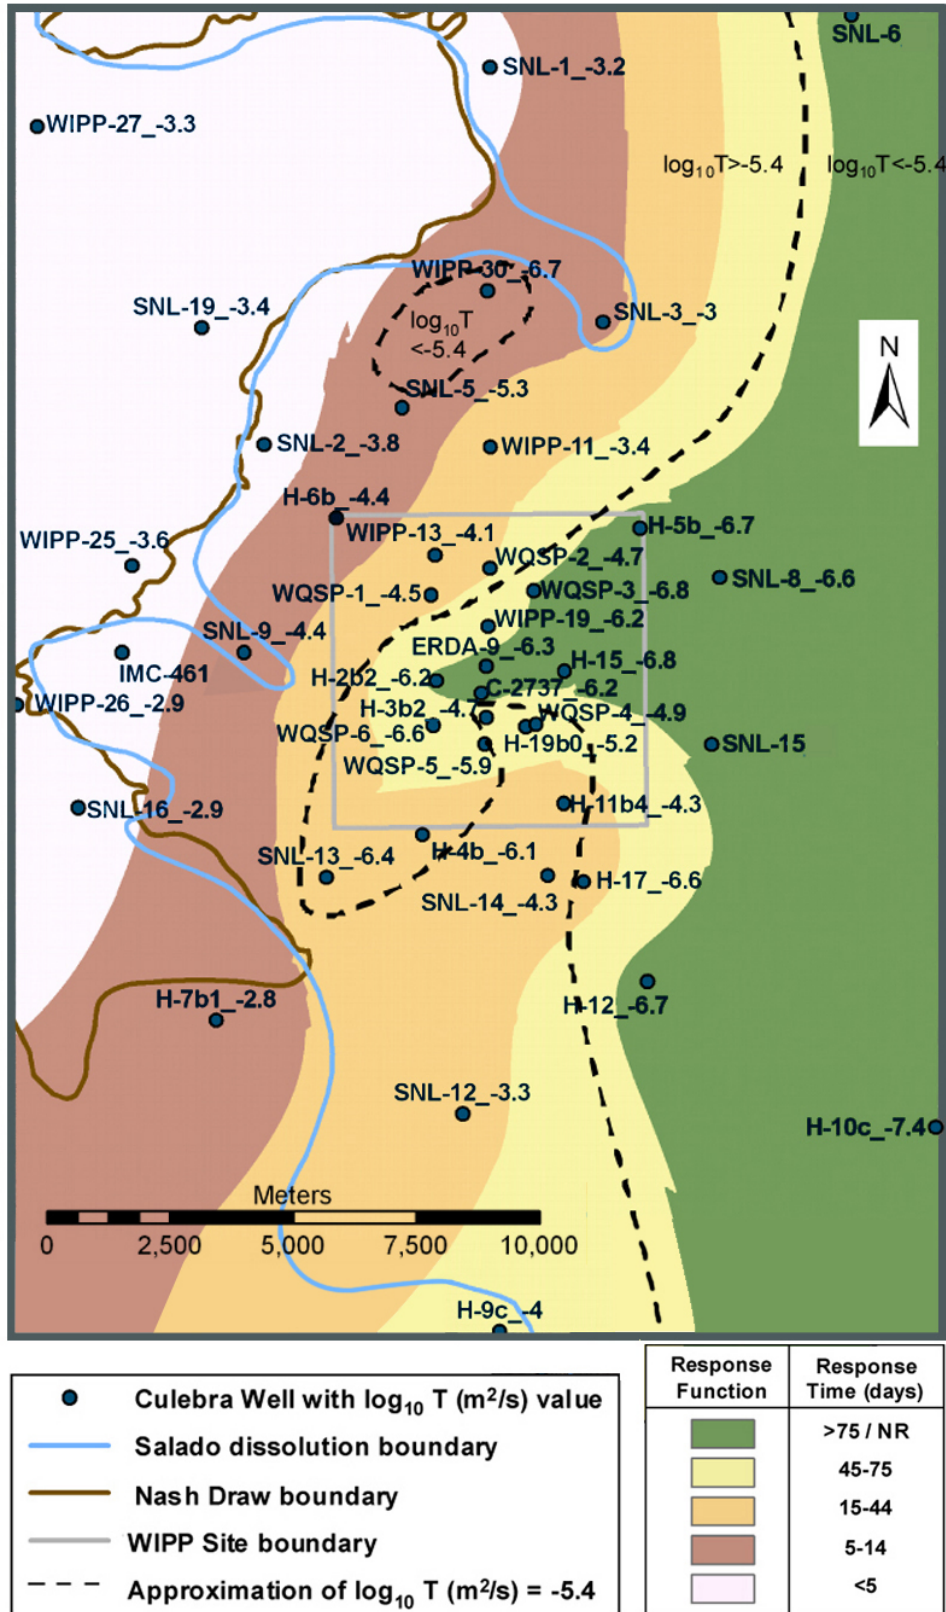 SNL-6
SNL-1_-3.2
WIPP-27_-3.3
log10T>-5.4
log10T<-5.4
WIPP-30_-6.7
SNL-19_-3.4
SNL-3_-3
log10T
<-5.4
N
SNL-5_-5.3
SNL-2_-3.8
WIPP-11_-3.4
H-6b_-4.4
WIPP-13_-4.1
H-5b_-6.7
WIPP-25_-3.6
WQSP-2_-4.7
SNL-8_-6.6
WQSP-1_-4.5
WQSP-3_-6.8
WIPP-19_-6.2
SNL-9_-4.4
ERDA-9_-6.3
H-15_-6.8
IMC-461
H-2b2_-6.2
C-2737_-6.2
WIPP-26_-2.9
H-3b2_-4.7
WQSP-4_-4.9
WQSP-6_-6.6
H-19b0_-5.2
SNL-15
WQSP-5_-5.9
SNL-16_-2.9
H-11b4_-4.3
SNL-13_-6.4
H-4b_-6.1
H-17_-6.6
SNL-14_-4.3
H-7b1_-2.8
H-12_-6.7
SNL-12_-3.3
H-10c_-7.4
Meters
0 2,500 5,000 7,500 10,000
H-9c_-4
Culebra Well with log10 T (m2/s) value
Salado dissolution boundary
Nash Draw boundary
WIPP Site boundary
Approximation of log10 T (m2/s) = -5.4
Response Function
Response Time (days)
>75 / NR
45-75
15-44
5-14
<5